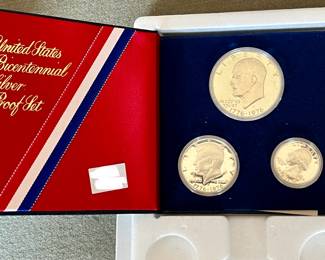 United States
Bicentennial
Silver
Proof Set
LIBERTY
1776-1976
1776-1976